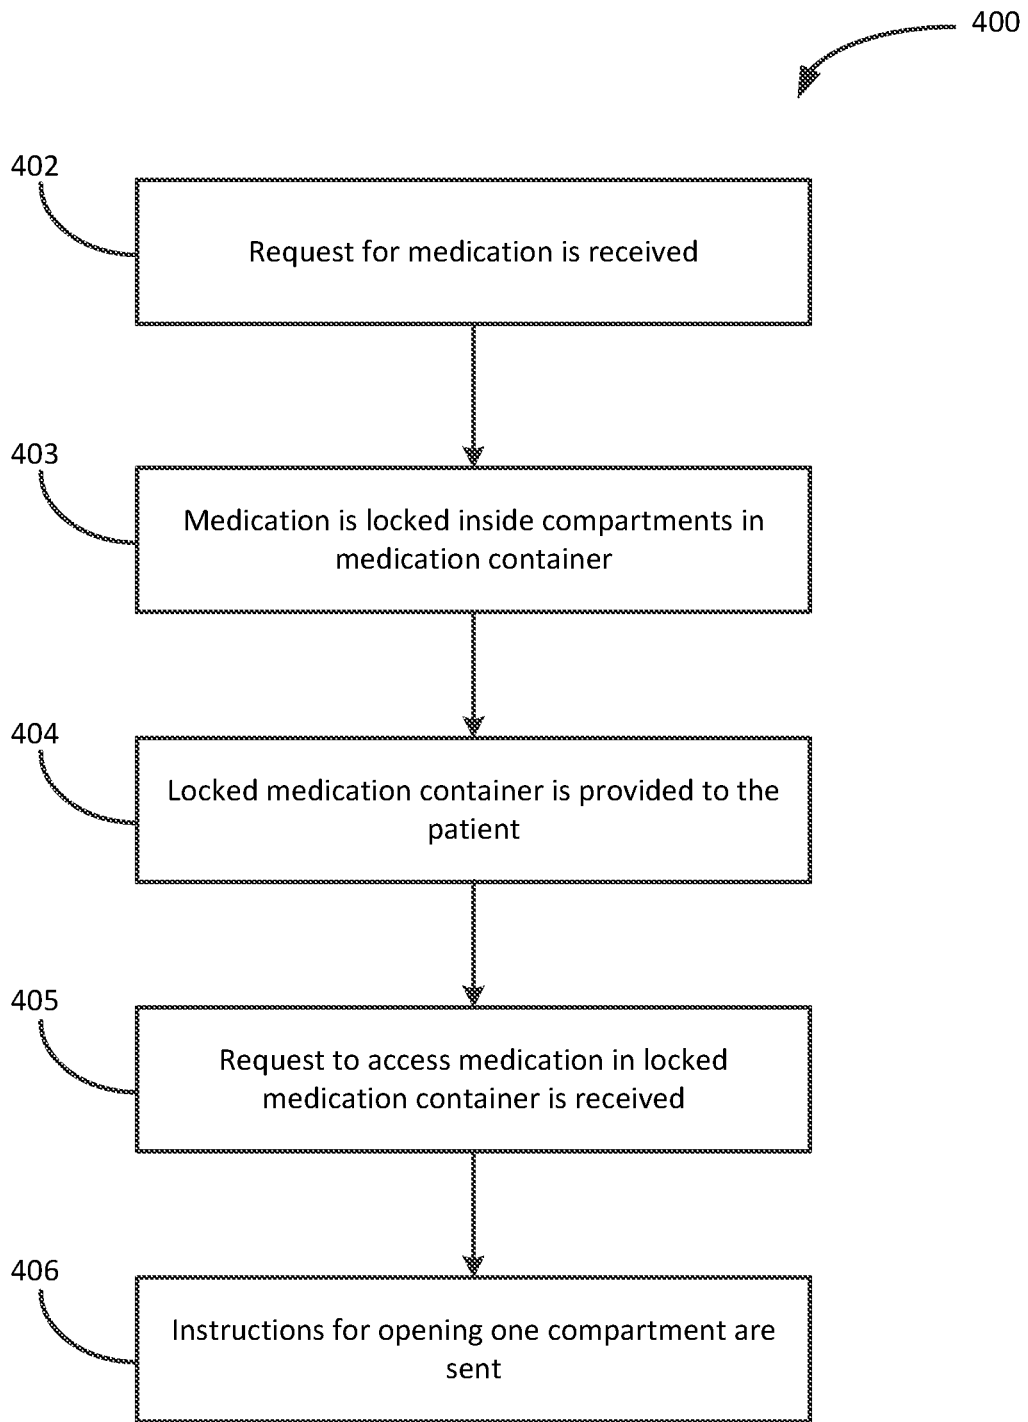 400
402
Request for medication is received
403
Medication is locked inside compartments in
medication container
404
Locked medication container is provided to the
patient
405
Request to access medication in locked
medication container is received
406
Instructions for opening one compartment are
sent